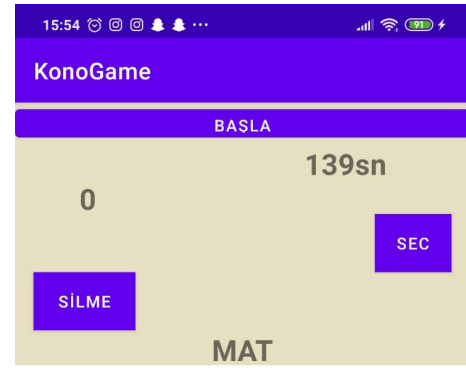 15:54 91
KonoGame
BAŞLA
139sn
0
SEC
SİLME
MAT